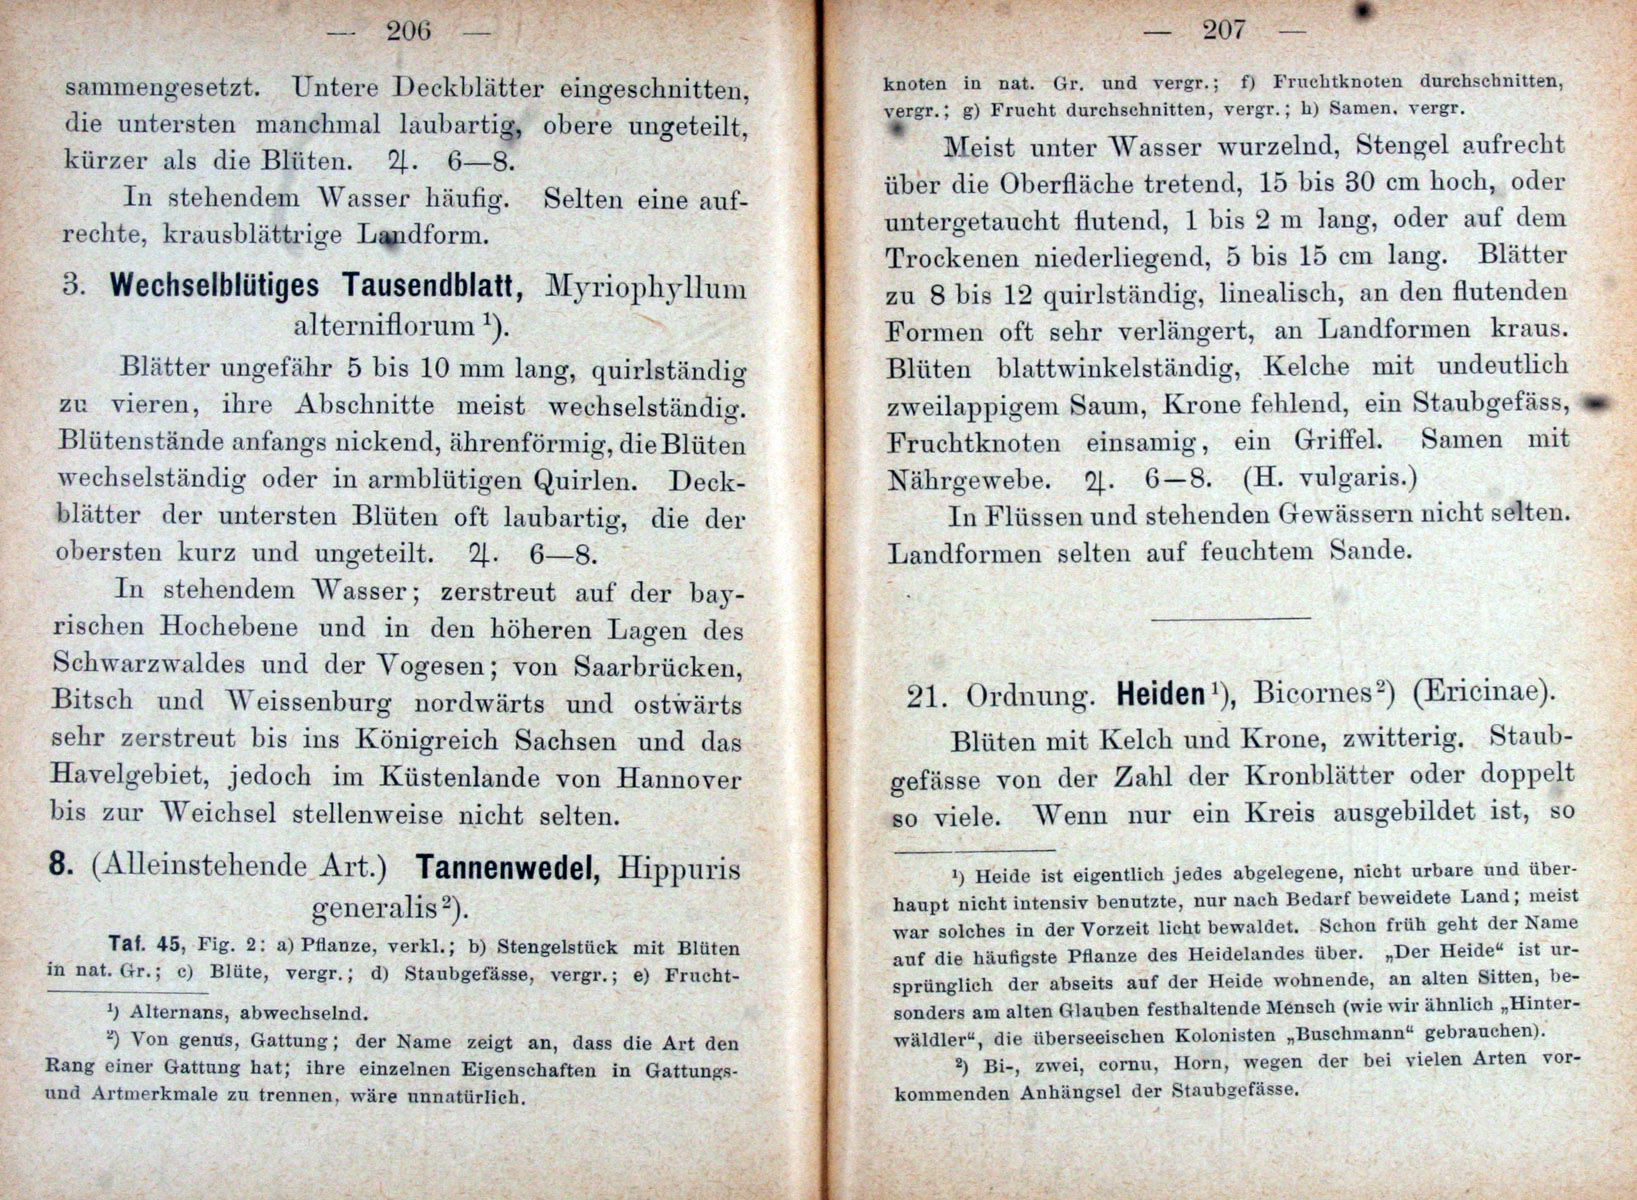 — 206 —
sammengesetzt. Untere Deckblätter eingeschnitten,
die untersten manchmal laubartig, obere ungeteilt,
kürzer als die Blüten. ♃. 6—8.
In stehendem Wasser häufig. Selten eine auf-
rechte, krausblättrige Landform.
3. Wechselblütiges Tausendblatt, Myriophyllum
alterniflorum ¹).
Blätter ungefähr 5 bis 10 mm lang, quirlständig
zu vieren, ihre Abschnitte meist wechselständig.
Blütenstände anfangs nickend, ährenförmig, die Blüten
wechselständig oder in armblütigen Quirlen. Deck-
blätter der untersten Blüten oft laubartig, die der
obersten kurz und ungeteilt. ♃. 6—8.
In stehendem Wasser; zerstreut auf der bay-
rischen Hochebene und in den höheren Lagen des
Schwarzwaldes und der Vogesen; von Saarbrücken,
Bitsch und Weissenburg nordwärts und ostwärts
sehr zerstreut bis ins Königreich Sachsen und das
Havelgebiet, jedoch im Küstenlande von Hannover
bis zur Weichsel stellenweise nicht selten.
8. (Alleinstehende Art.) Tannenwedel, Hippuris
generalis ²).
Taf. 45, Fig. 2: a) Pflanze, verkl.; b) Stengelstück mit Blüten
in nat. Gr.; c) Blüte, vergr.; d) Staubgefässe, vergr.; e) Frucht-
¹) Alternans, abwechselnd.
²) Von genus, Gattung; der Name zeigt an, dass die Art den
Rang einer Gattung hat; ihre einzelnen Eigenschaften in Gattungs-
und Artmerkmale zu trennen, wäre unnatürlich.
— 207 —
knoten in nat. Gr. und vergr.; f) Fruchtknoten durchschnitten,
vergr.; g) Frucht durchschnitten, vergr.; h) Samen, vergr.
Meist unter Wasser wurzelnd, Stengel aufrecht
über die Oberfläche tretend, 15 bis 30 cm hoch, oder
untergetaucht flutend, 1 bis 2 m lang, oder auf dem
Trockenen niederliegend, 5 bis 15 cm lang. Blätter
zu 8 bis 12 quirlständig, linealisch, an den flutenden
Formen oft sehr verlängert, an Landformen kraus.
Blüten blattwinkelständig, Kelche mit undeutlich
zweilappigem Saum, Krone fehlend, ein Staubgefäss,
Fruchtknoten einsamig, ein Griffel. Samen mit
Nährgewebe. ♃. 6—8. (H. vulgaris.)
In Flüssen und stehenden Gewässern nicht selten.
Landformen selten auf feuchtem Sande.
21. Ordnung. Heiden ¹), Bicornes ²) (Ericinae).
Blüten mit Kelch und Krone, zwitterig. Staub-
gefässe von der Zahl der Kronblätter oder doppelt
so viele. Wenn nur ein Kreis ausgebildet ist, so
¹) Heide ist eigentlich jedes abgelegene, nicht urbare und über-
haupt nicht intensiv benutzte, nur nach Bedarf beweidete Land; meist
war solches in der Vorzeit licht bewaldet. Schon früh geht der Name
auf die häufigste Pflanze des Heidelandes über. „Der Heide“ ist ur-
sprünglich der abseits auf der Heide wohnende, an alten Sitten, be-
sonders am alten Glauben festhaltende Mensch (wie wir ähnlich „Hinter-
wäldler“, die überseeischen Kolonisten „Buschmann“ gebrauchen).
²) Bi-, zwei, cornu, Horn, wegen der bei vielen Arten vor-
kommenden Anhängsel der Staubgefässe.